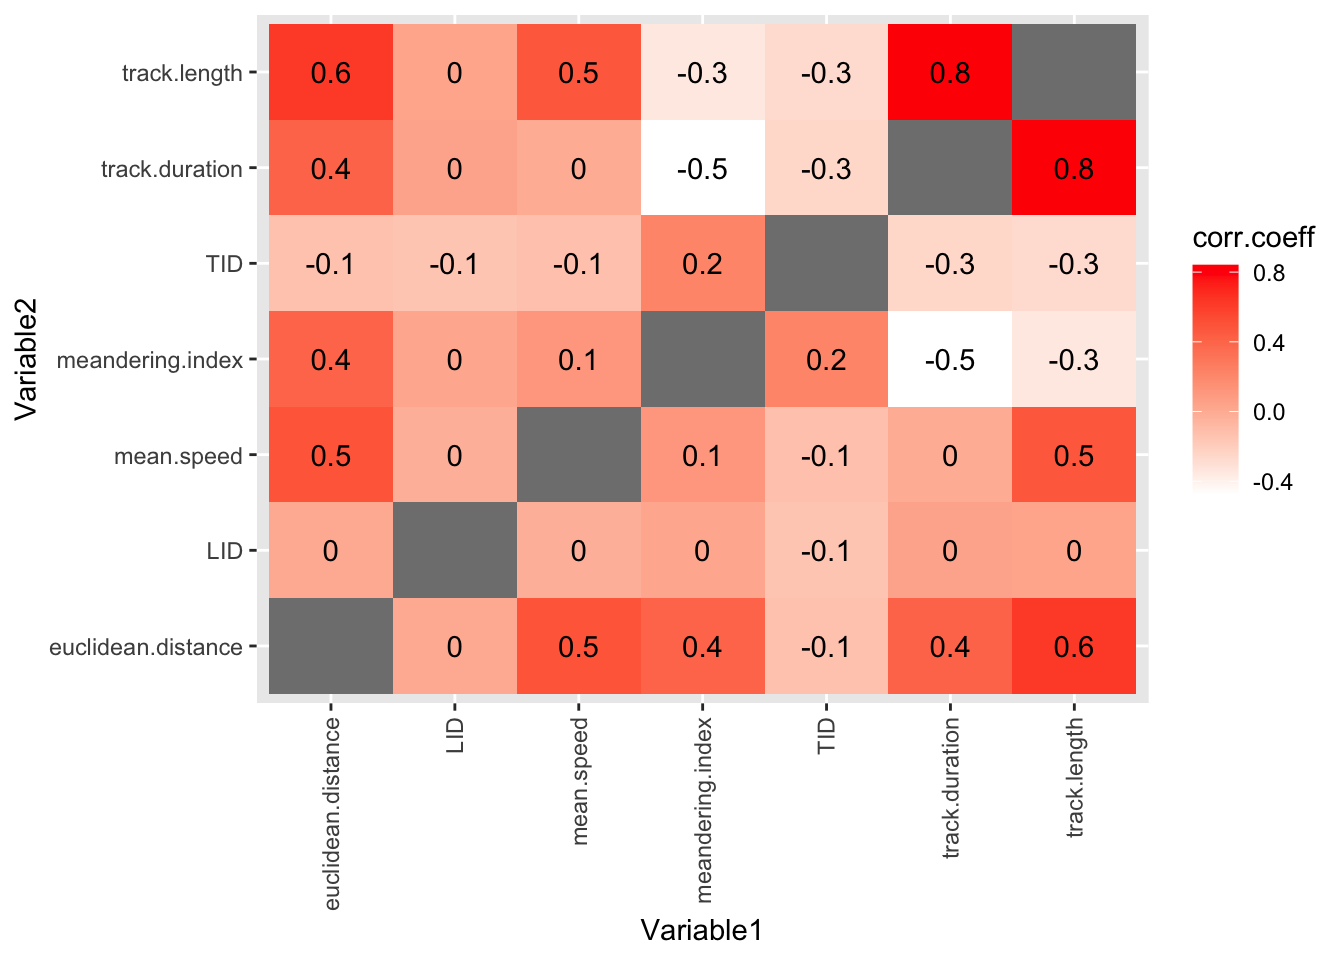 track.length 0.6 0 0.5 -0.3 -0.3 0.8
track.duration 0.4 0 0 -0.5 -0.3 0.8
TID -0.1 -0.1 -0.1 0.2 -0.3 -0.3
meandering.index 0.4 0 0.1 0.2 -0.5 -0.3
mean.speed 0.5 0 0.1 -0.1 0 0.5
LID 0 0 0 -0.1 0 0
euclidean.distance 0 0.5 0.4 -0.1 0.4 0.6
Variable2
euclidean.distance
LID
mean.speed
meandering.index
TID
track.duration
track.length
Variable1
corr.coeff
0.8
0.4
0.0
-0.4